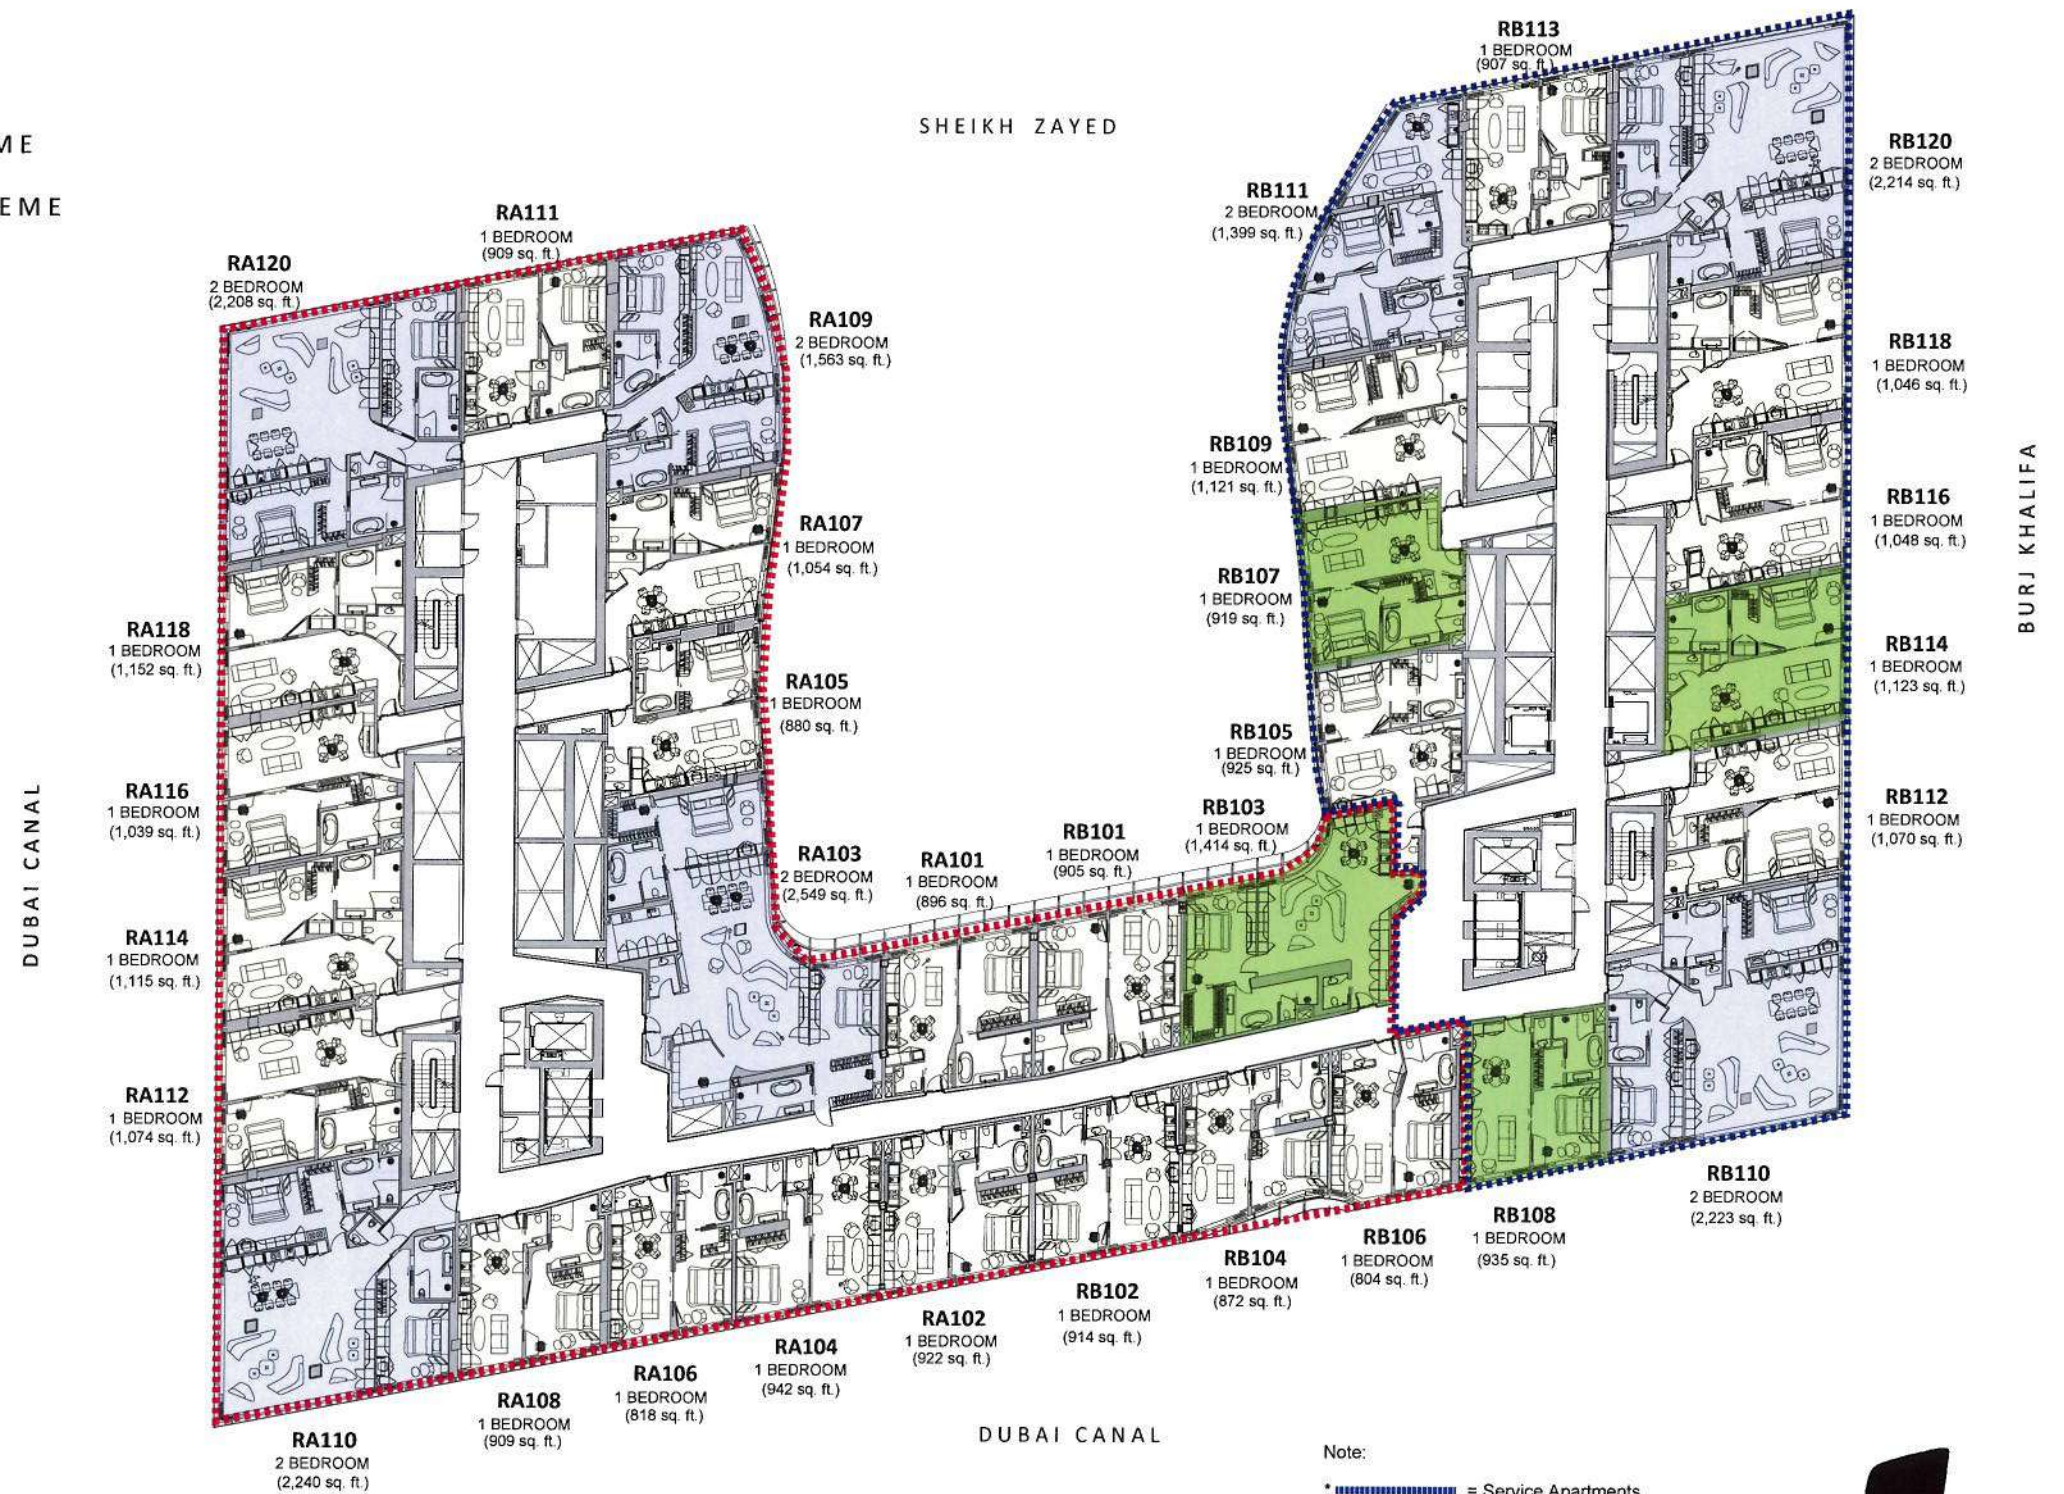 ME
EME
SHEIKH ZAYED
RB113
1 BEDROOM
(907 sq. ft.)
RB120
2 BEDROOM
(2,214 sq. ft.)
RB111
2 BEDROOM
(1,399 sq. ft.)
RA111
1 BEDROOM
(909 sq. ft.)
RA120
2 BEDROOM
(2,208 sq. ft.)
RA109
2 BEDROOM
(1,563 sq. ft.)
RB118
1 BEDROOM
(1,046 sq. ft.)
RB109
1 BEDROOM
(1,121 sq. ft.)
RB116
1 BEDROOM
(1,048 sq. ft.)
BURJ KHALIFA
RA107
1 BEDROOM
(1,054 sq. ft.)
RB107
1 BEDROOM
(919 sq. ft.)
RA118
1 BEDROOM
(1,152 sq. ft.)
RB114
1 BEDROOM
(1,123 sq. ft.)
RA105
1 BEDROOM
(880 sq. ft.)
RB105
1 BEDROOM
(925 sq. ft.)
RA116
1 BEDROOM
(1,039 sq. ft.)
RB103
1 BEDROOM
(1,414 sq. ft.)
RB112
1 BEDROOM
(1,070 sq. ft.)
RB101
1 BEDROOM
(905 sq. ft.)
RA103
2 BEDROOM
(2,549 sq. ft.)
RA101
1 BEDROOM
(896 sq. ft.)
DUBAI CANAL
RA114
1 BEDROOM
(1,115 sq. ft.)
RA112
1 BEDROOM
(1,074 sq. ft.)
RB110
2 BEDROOM
(2,223 sq. ft.)
RB108
1 BEDROOM
(935 sq. ft.)
RB106
1 BEDROOM
(804 sq. ft.)
RB104
1 BEDROOM
(872 sq. ft.)
RB102
1 BEDROOM
(914 sq. ft.)
RA102
1 BEDROOM
(922 sq. ft.)
RA104
1 BEDROOM
(942 sq. ft.)
RA106
1 BEDROOM
(818 sq. ft.)
RA108
1 BEDROOM
(909 sq. ft.)
RA110
2 BEDROOM
(2,240 sq. ft.)
DUBAI CANAL
Note:
* = Service Apartments